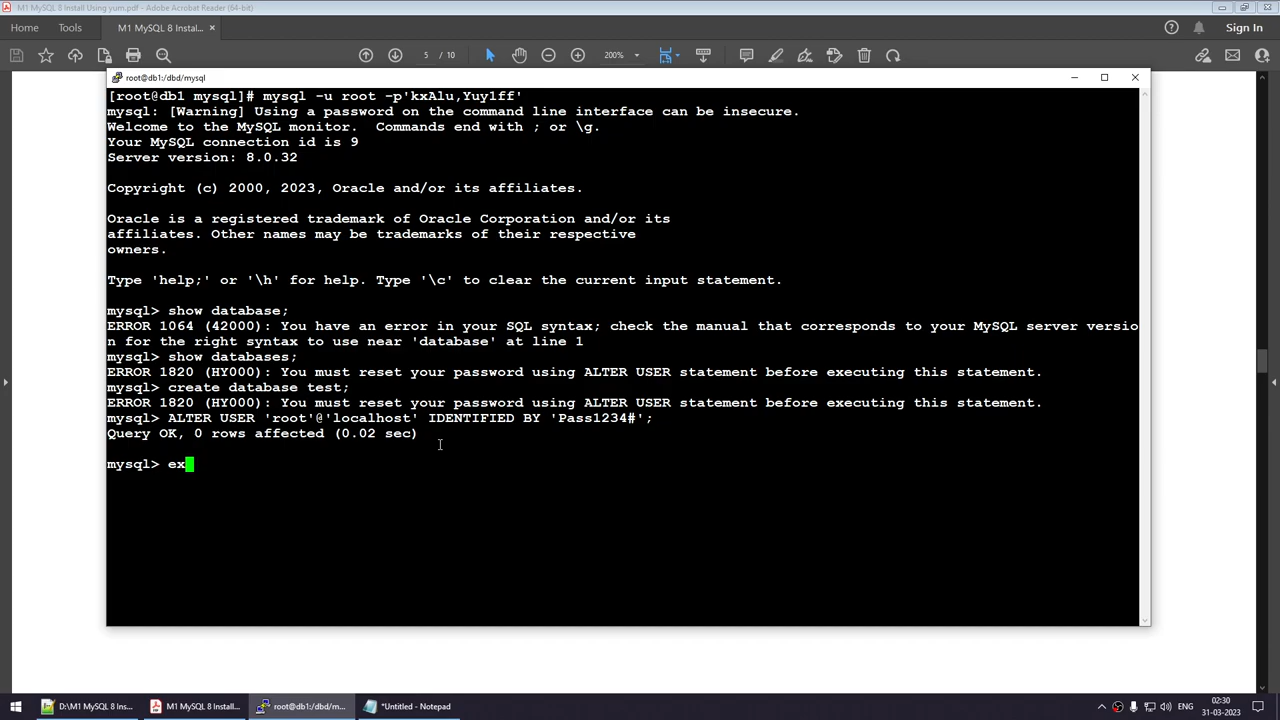 M1 MySQL 8 Install Using yum.pdf - Adobe Acrobat Reader (64-bit)
Home Tools M1 MySQL 8 Install... × Sign In
5 / 10 200%
root@db1:/dbd/mysql
[root@db1 mysql]# mysql -u root -p'kxAlu,Yuy1ff'
mysql: [Warning] Using a password on the command line interface can be insecure.
Welcome to the MySQL monitor.  Commands end with ; or \g.
Your MySQL connection id is 9
Server version: 8.0.32
Copyright (c) 2000, 2023, Oracle and/or its affiliates.
Oracle is a registered trademark of Oracle Corporation and/or its
affiliates. Other names may be trademarks of their respective
owners.
Type 'help;' or '\h' for help. Type '\c' to clear the current input statement.
mysql> show database;
ERROR 1064 (42000): You have an error in your SQL syntax; check the manual that corresponds to your MySQL server versio
n for the right syntax to use near 'database' at line 1
mysql> show databases;
ERROR 1820 (HY000): You must reset your password using ALTER USER statement before executing this statement.
mysql> create database test;
ERROR 1820 (HY000): You must reset your password using ALTER USER statement before executing this statement.
mysql> ALTER USER 'root'@'localhost' IDENTIFIED BY 'Pass1234#';
Query OK, 0 rows affected (0.02 sec)
mysql> ex
D:\M1 MySQL 8 Ins... M1 MySQL 8 Install... root@db1:/dbd/m... *Untitled - Notepad ENG 02:30
31-03-2023